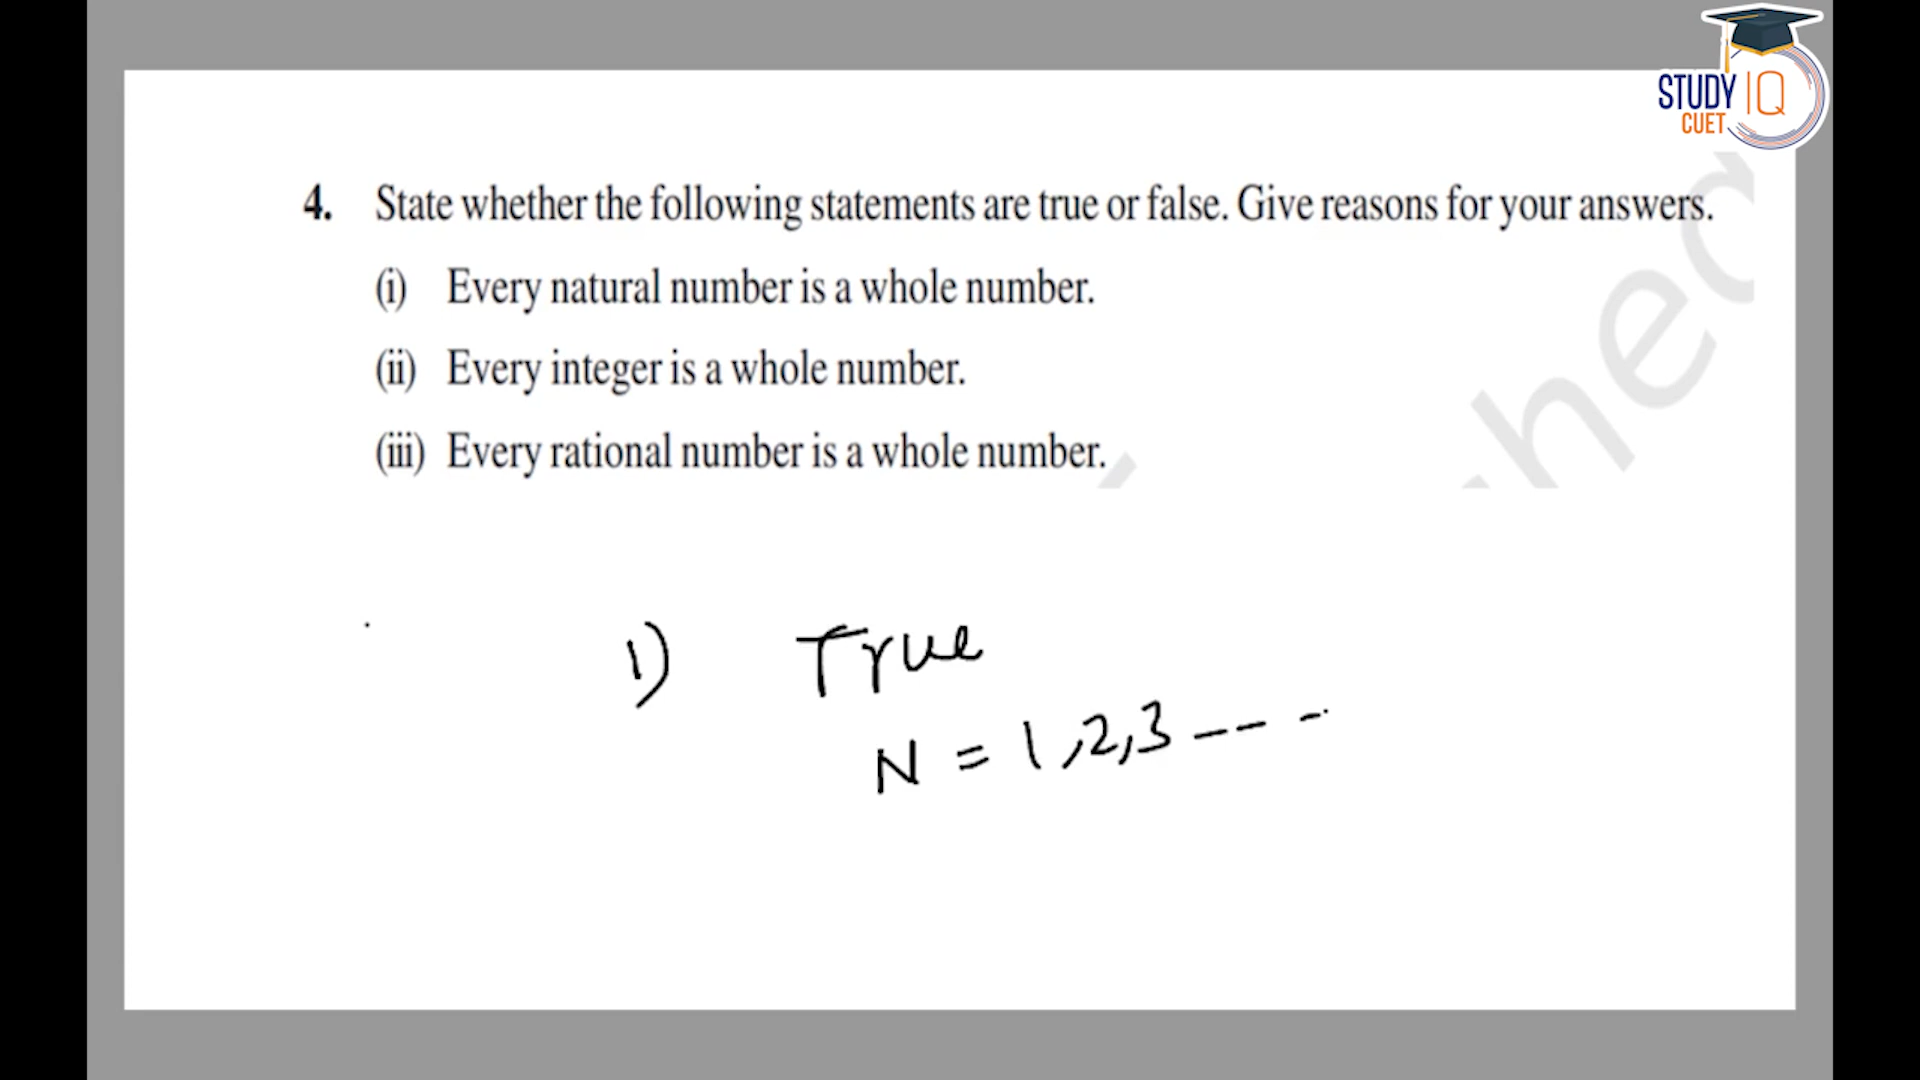 STUDY IQ
CUET
4. State whether the following statements are true or false. Give reasons for your answers.
(i) Every natural number is a whole number.
(ii) Every integer is a whole number.
(iii) Every rational number is a whole number.
1) True
N = 1,2,3 -- - -